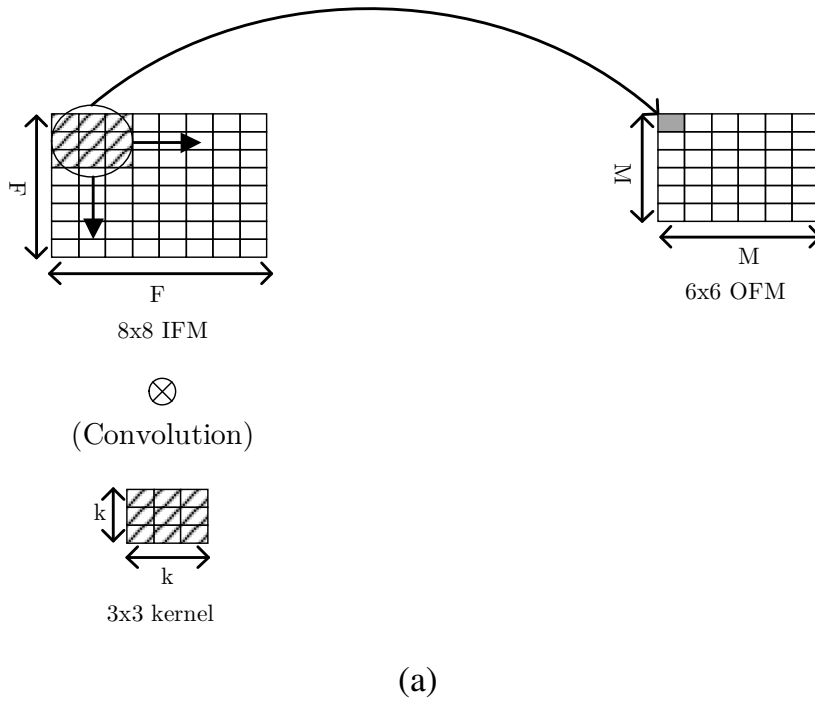 F
F
8x8 IFM
M
M
6x6 OFM
(Convolution)
k
k
3x3 kernel
(a)